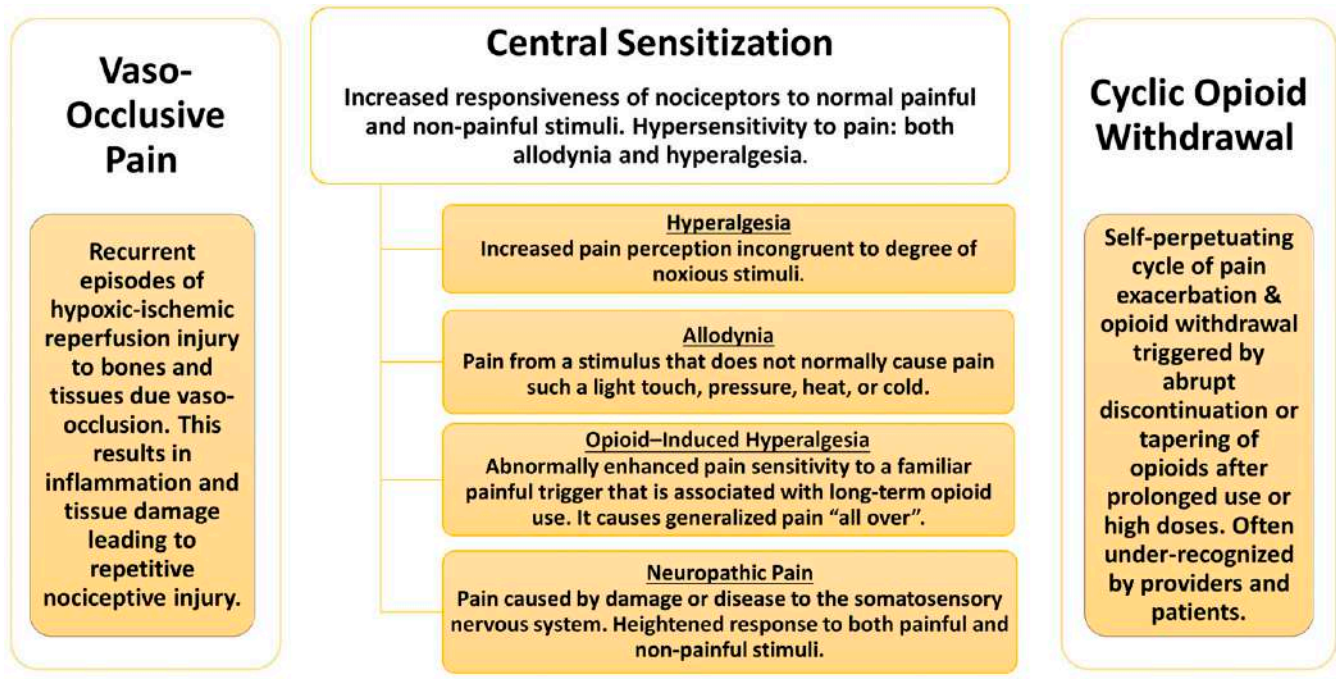 Vaso-
Occlusive
Pain
Recurrent
episodes of
hypoxic-ischemic
reperfusion injury
to bones and
tissues due vaso-
occlusion. This
results in
inflammation and
tissue damage
leading to
repetitive
nociceptive injury.
Central Sensitization
Increased responsiveness of nociceptors to normal painful
and non-painful stimuli. Hypersensitivity to pain: both
allodynia and hyperalgesia.
Hyperalgesia
Increased pain perception incongruent to degree of
noxious stimuli.
Allodynia
Pain from a stimulus that does not normally cause pain
such a light touch, pressure, heat, or cold.
Opioid–Induced Hyperalgesia
Abnormally enhanced pain sensitivity to a familiar
painful trigger that is associated with long-term opioid
use. It causes generalized pain “all over”.
Neuropathic Pain
Pain caused by damage or disease to the somatosensory
nervous system. Heightened response to both painful and
non-painful stimuli.
Cyclic Opioid
Withdrawal
Self-perpetuating
cycle of pain
exacerbation &
opioid withdrawal
triggered by
abrupt
discontinuation or
tapering of
opioids after
prolonged use or
high doses. Often
under-recognized
by providers and
patients.